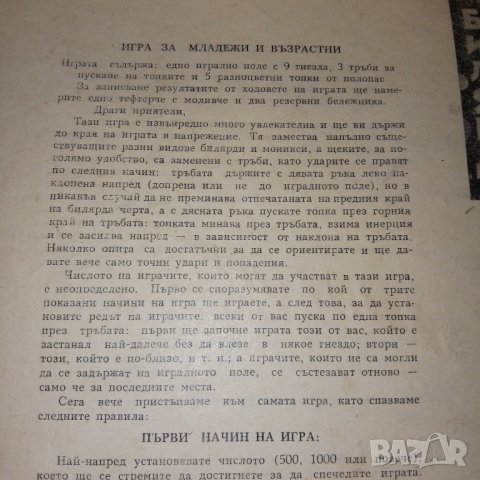 ИГРА ЗА МЛАДЕЖИ И ВЪЗРАСТНИ
Играта съдържа: едно игрално поле с 9 гнезда, 3 тръби за
пускане на топките и 5 разноцветни топки от полопас
За записване резултатите от ходовете на играта ще наме-
рите едно тефтерче с моливче и два резервни бележника.
Драги приятели,
Тази игра е извънредно много увлекателна и ще ви държи
до края на играта в напрежение. Тя замества напълно същe-
ствуващите разни видове билярди и моникси, а щеките, за по-
голямо удобство, са заменени с тръби, като ударите се правят
по следния начин: тръбата държите с лявата ръка леко на-
клонена напред (допрена или не до игралното поле), но в
никакъв случай да не преминава отпечатаната на предния край
на билярда черта, а с дясната ръка пускате топка през горния
край на тръбата: топката минава през тръбата, взима инерция
и се засилва напред — в зависимост от наклона на тръбата.
Няколко опита са достатъчни за да се ориентирате и ще да-
вате вече само точни удари и попадения.
Числото на играчите, които могат да участват в тази игра,
е неопределено. Първо се споразумявате по кой от трите
показани начини на игра ще играете, а след това, за да уста-
новите редът на играчите, всеки от вас пуска по една топка
през тръбата: първи ще започне играта този от вас, който е
застанал най-далече без да влезе в някое гнездо; втори —
този, който е по-близо, и т. н.; а играчите, които не са могли
да се задържат на игралното поле, се състезават отново —
само че за последните места.
Сега вече пристъпваме към самата игра, като спазваме
следните правила:
ПЪРВИ НАЧИН НА ИГРА:
Най-напред установявате числото (500, 1000 или повече)
което ще се стремите да достигнете за да спечелите играта.
BAZAR